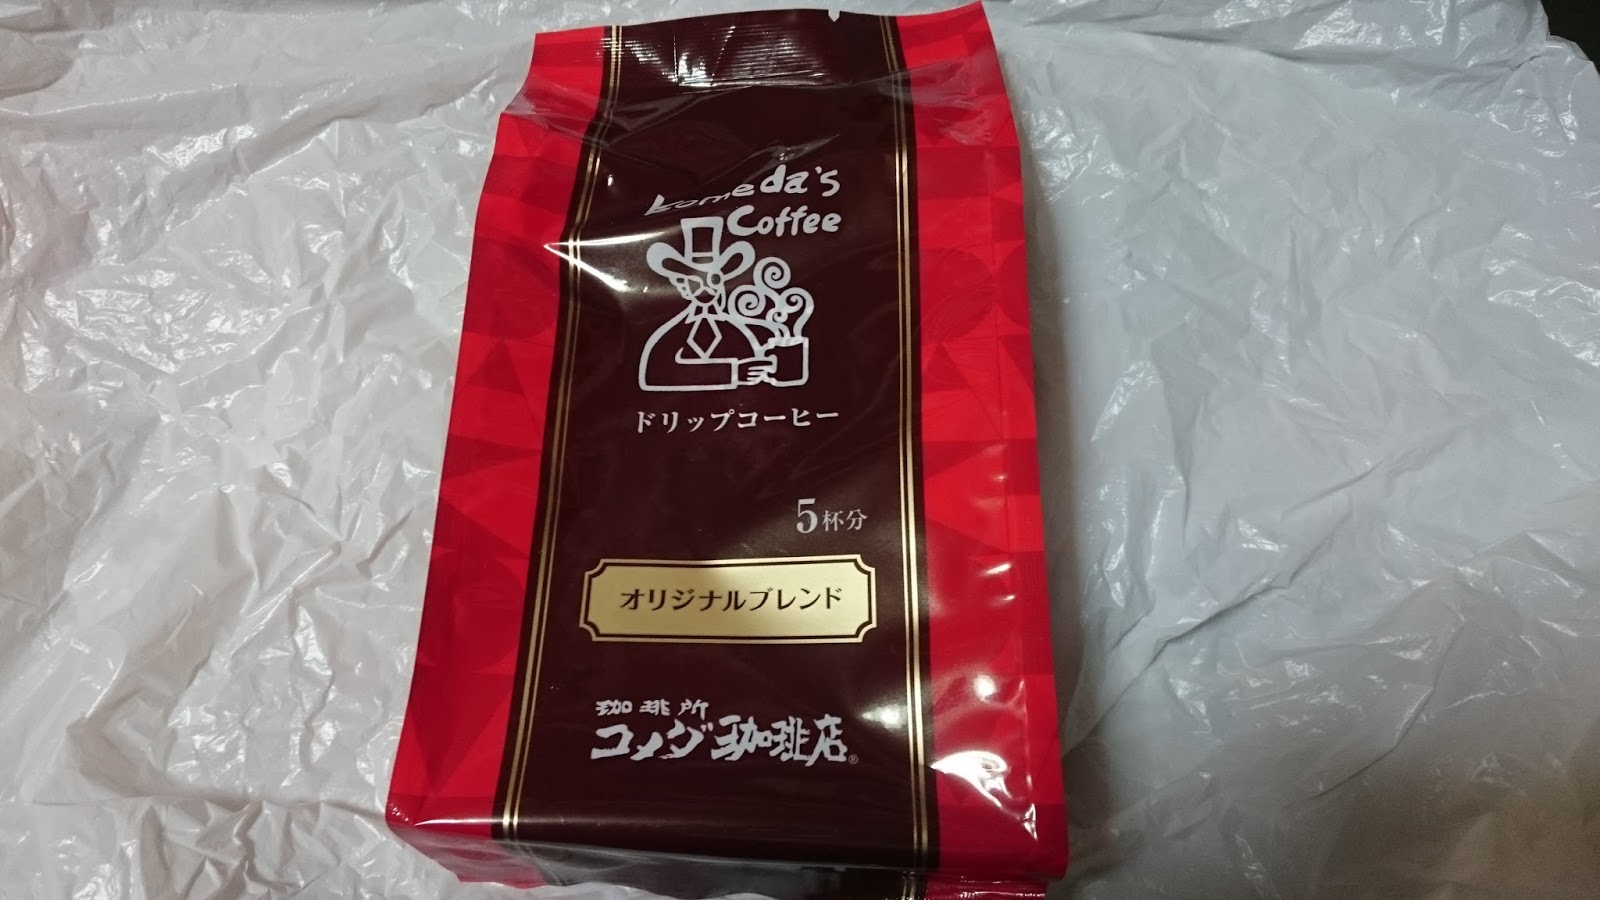 Komeda's
Coffee
ドリップコーヒー
5杯分
オリジナルブレンド
珈琲所
コメダ珈琲店®